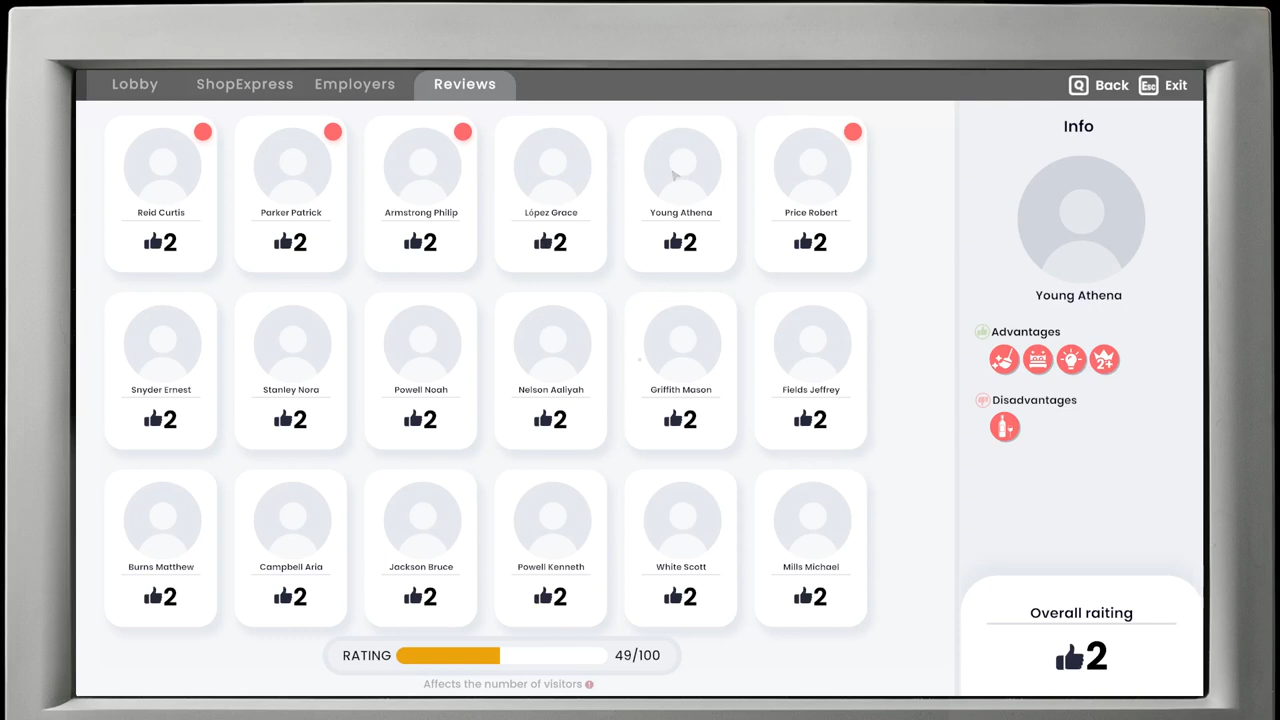 Lobby ShopExpress Employers Reviews Q Back Esc Exit
Reid Curtis Parker Patrick Armstrong Philip López Grace Young Athena Price Robert
2 2 2 2 2 2
Snyder Ernest Stanley Nora Powell Noah Nelson Aaliyah Griffith Mason Fields Jeffrey
2 2 2 2 2 2
Burns Matthew Campbell Aria Jackson Bruce Powell Kenneth White Scott Mills Michael
2 2 2 2 2 2
RATING 49/100
Affects the number of visitors
Info
Young Athena
Advantages
2+
Disadvantages
Overall raiting
2